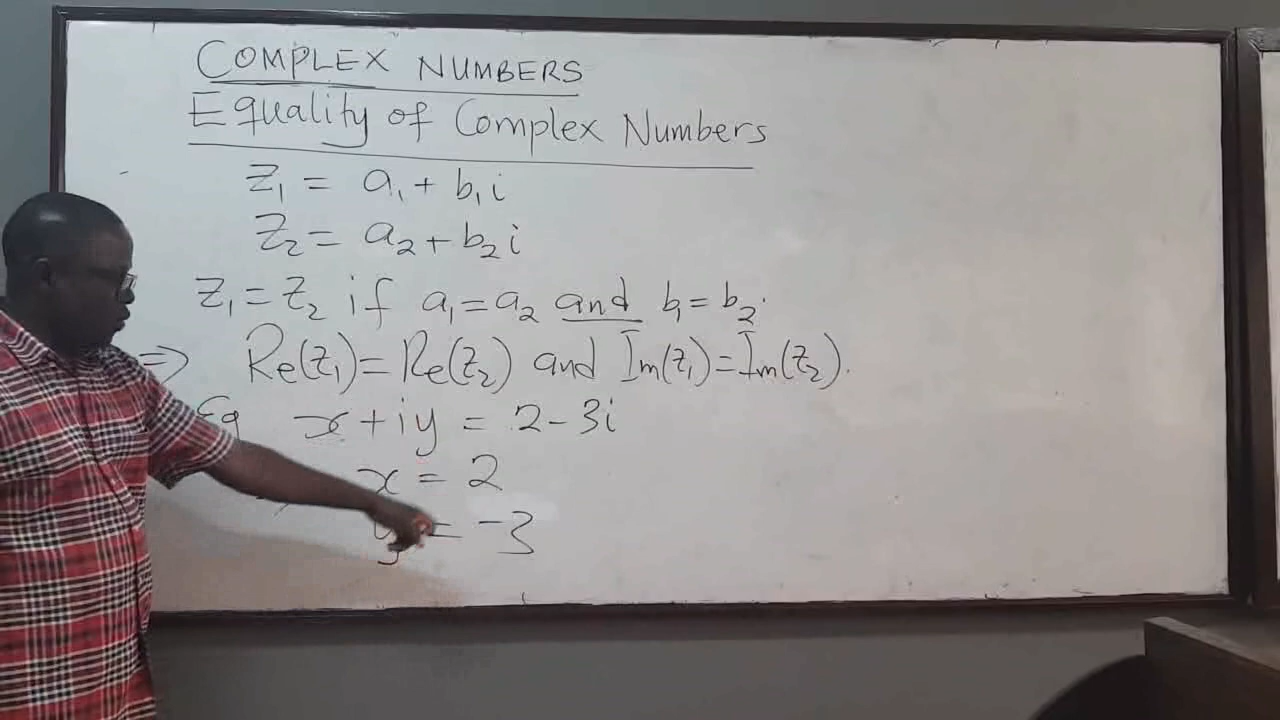 COMPLEX NUMBERS
Equality of Complex Numbers
z₁ = a₁ + b₁i
z₂ = a₂ + b₂i
z₁ = z₂ if a₁ = a₂ and b₁ = b₂.
⇒ Re(z₁) = Re(z₂) and Im(z₁) = Im(z₂).
Eg x + iy = 2 - 3i
x = 2
y = -3